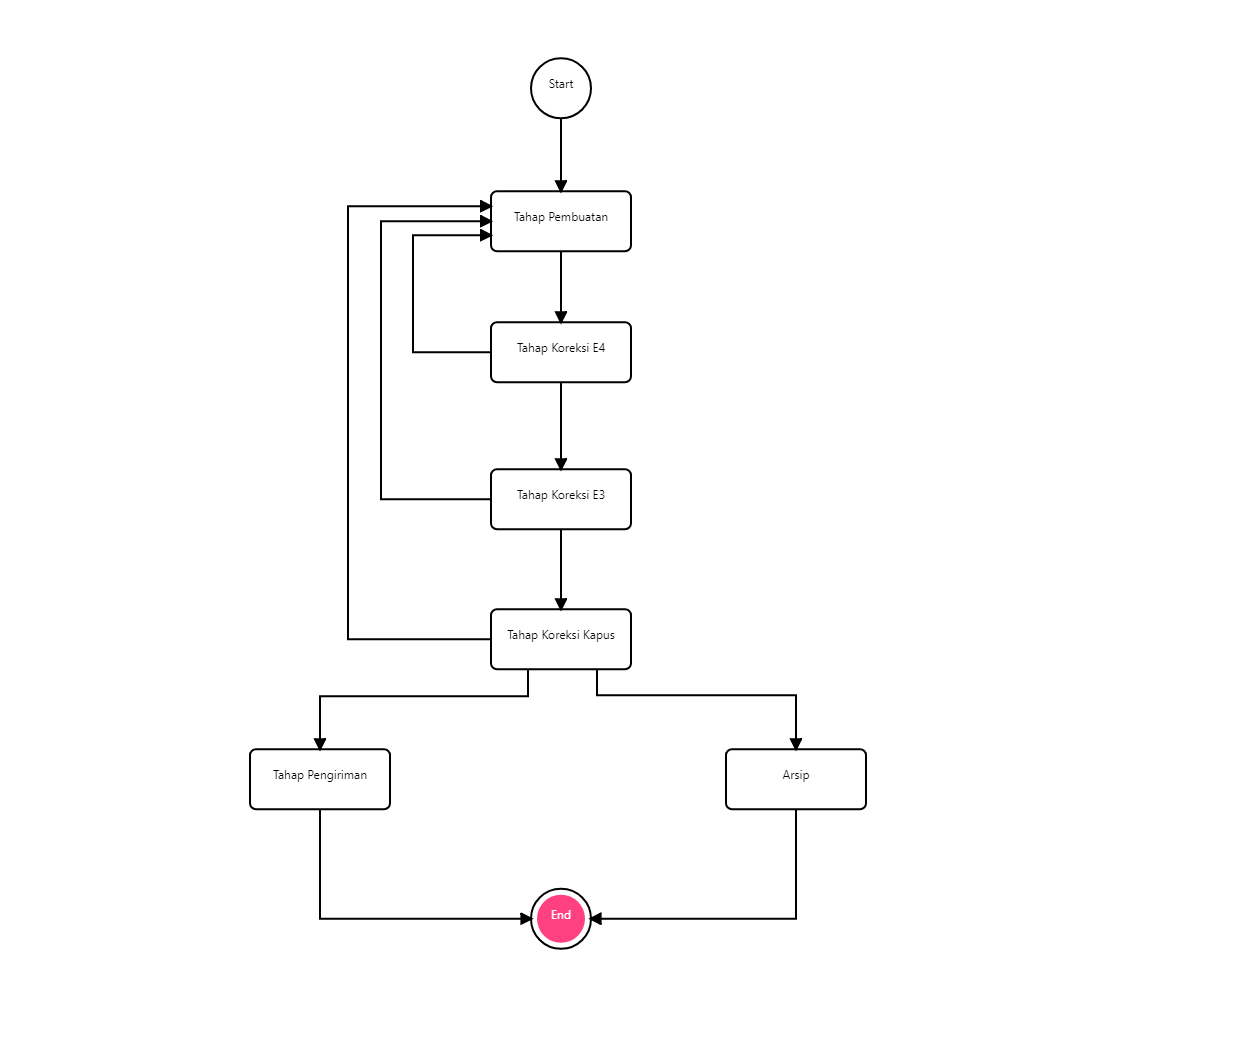 Start
Tahap Pembuatan
Tahap Koreksi E4
Tahap Koreksi E3
Tahap Koreksi Kapus
Tahap Pengiriman
Arsip
End